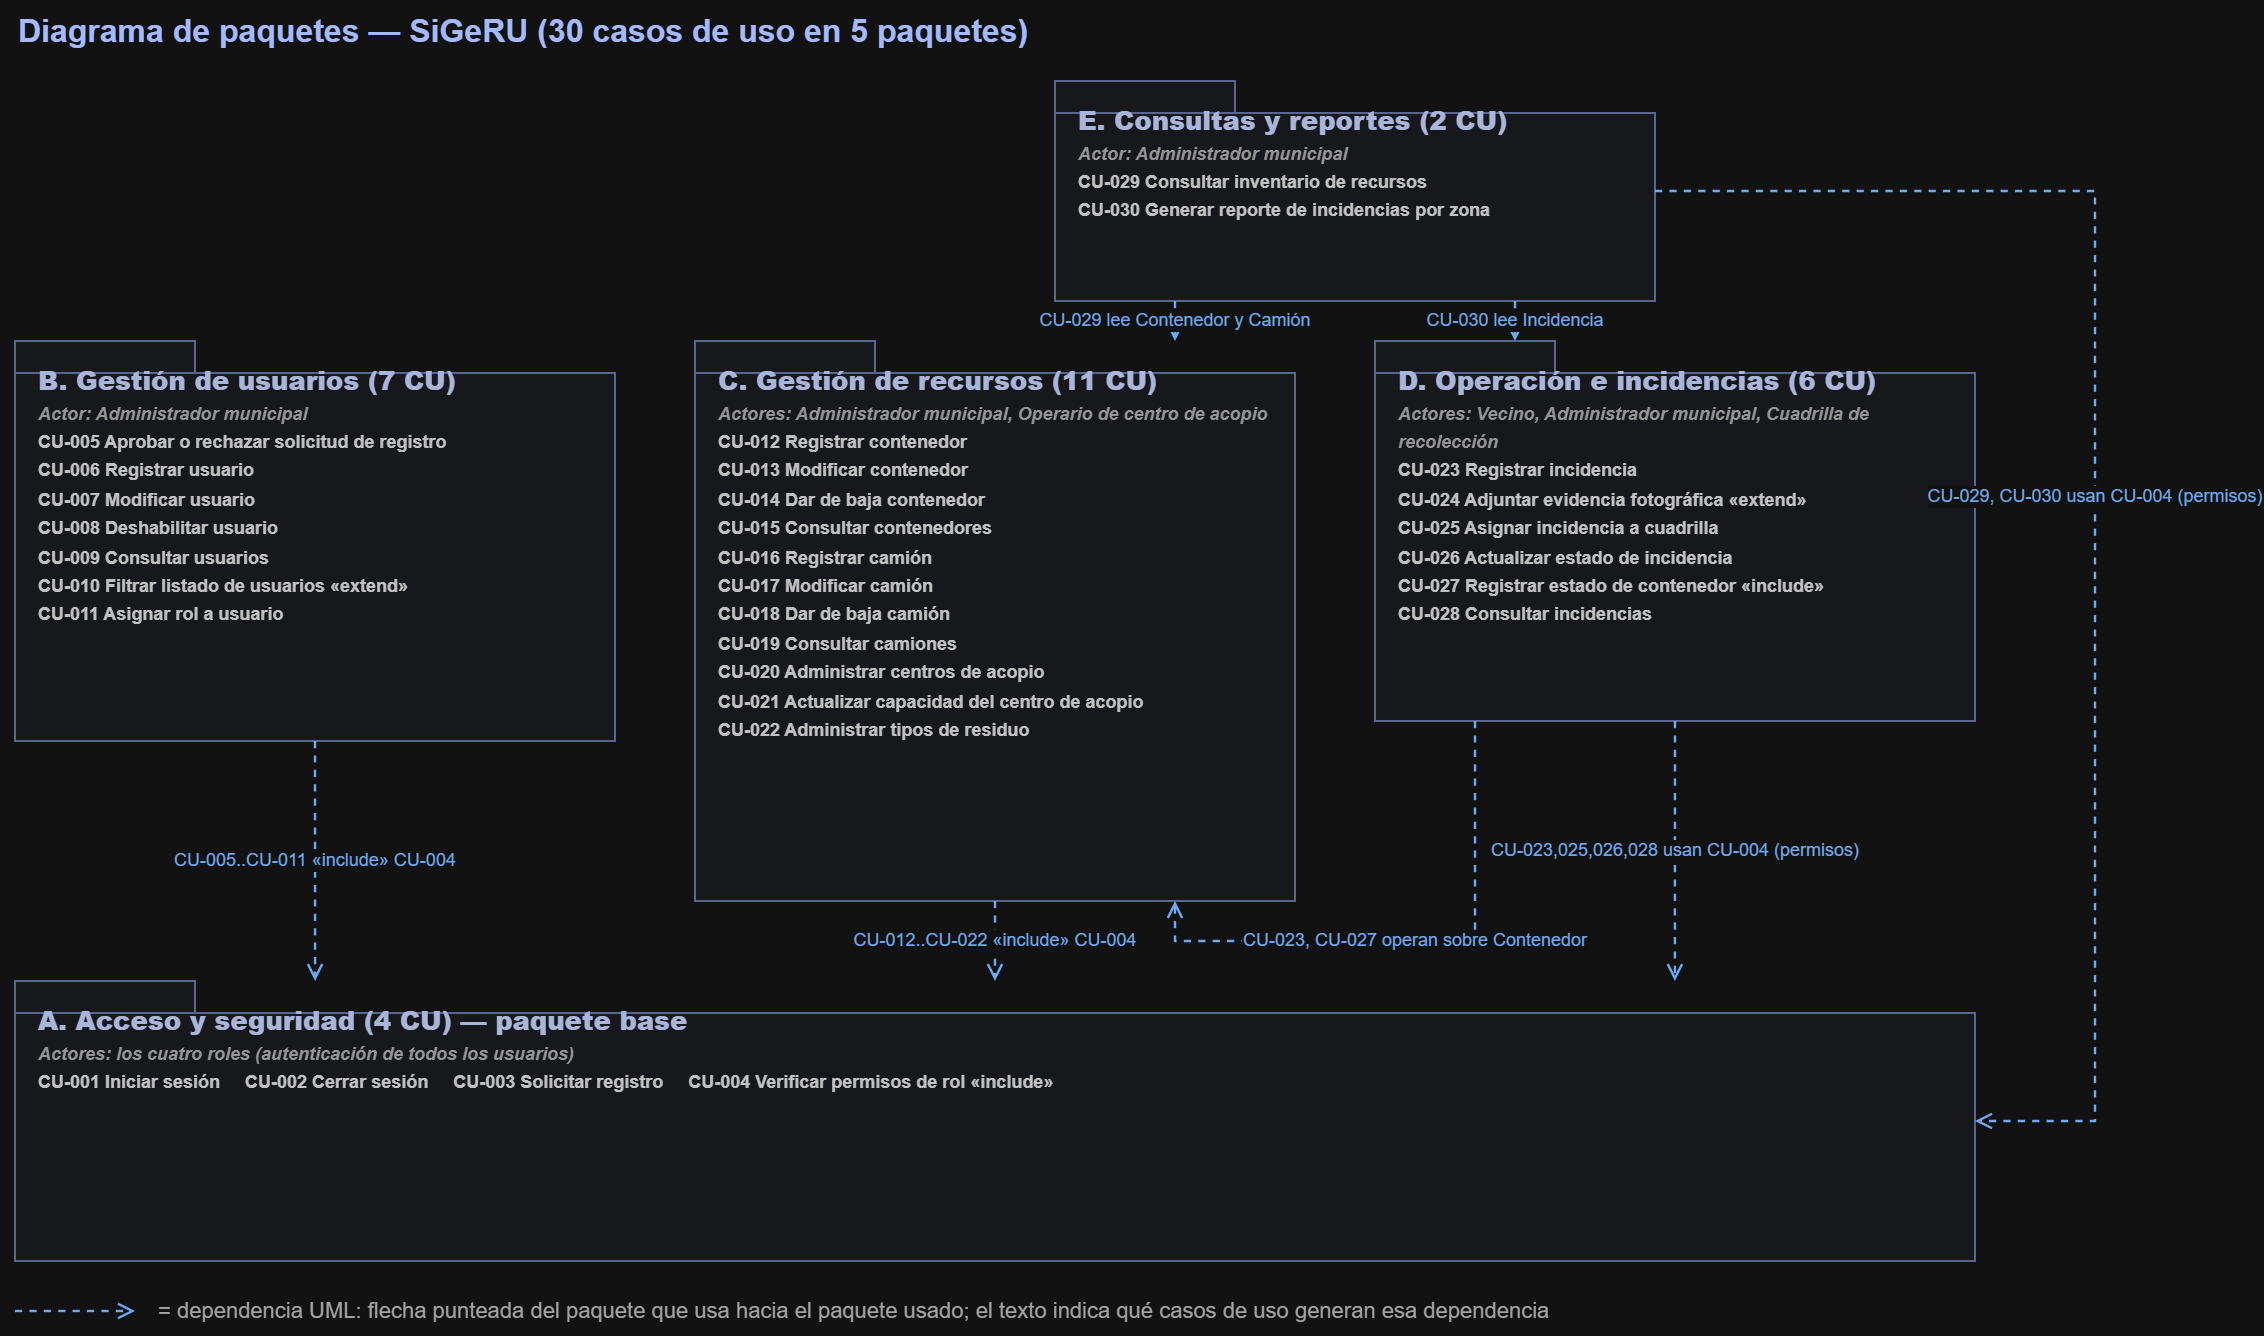 Diagrama de paquetes — SiGeRU (30 casos de uso en 5 paquetes)
E. Consultas y reportes (2 CU)
Actor: Administrador municipal
CU-029 Consultar inventario de recursos
CU-030 Generar reporte de incidencias por zona
CU-029 lee Contenedor y Camión
CU-030 lee Incidencia
B. Gestión de usuarios (7 CU)
Actor: Administrador municipal
CU-005 Aprobar o rechazar solicitud de registro
CU-006 Registrar usuario
CU-007 Modificar usuario
CU-008 Deshabilitar usuario
CU-009 Consultar usuarios
CU-010 Filtrar listado de usuarios «extend»
CU-011 Asignar rol a usuario
C. Gestión de recursos (11 CU)
Actores: Administrador municipal, Operario de centro de acopio
CU-012 Registrar contenedor
CU-013 Modificar contenedor
CU-014 Dar de baja contenedor
CU-015 Consultar contenedores
CU-016 Registrar camión
CU-017 Modificar camión
CU-018 Dar de baja camión
CU-019 Consultar camiones
CU-020 Administrar centros de acopio
CU-021 Actualizar capacidad del centro de acopio
CU-022 Administrar tipos de residuo
D. Operación e incidencias (6 CU)
Actores: Vecino, Administrador municipal, Cuadrilla de
recolección
CU-023 Registrar incidencia
CU-024 Adjuntar evidencia fotográfica «extend»
CU-025 Asignar incidencia a cuadrilla
CU-026 Actualizar estado de incidencia
CU-027 Registrar estado de contenedor «include»
CU-028 Consultar incidencias
CU-029, CU-030 usan CU-004 (permisos)
CU-005..CU-011 «include» CU-004
CU-023,025,026,028 usan CU-004 (permisos)
CU-012..CU-022 «include» CU-004
CU-023, CU-027 operan sobre Contenedor
A. Acceso y seguridad (4 CU) — paquete base
Actores: los cuatro roles (autenticación de todos los usuarios)
CU-001 Iniciar sesión CU-002 Cerrar sesión CU-003 Solicitar registro CU-004 Verificar permisos de rol «include»
= dependencia UML: flecha punteada del paquete que usa hacia el paquete usado; el texto indica qué casos de uso generan esa dependencia